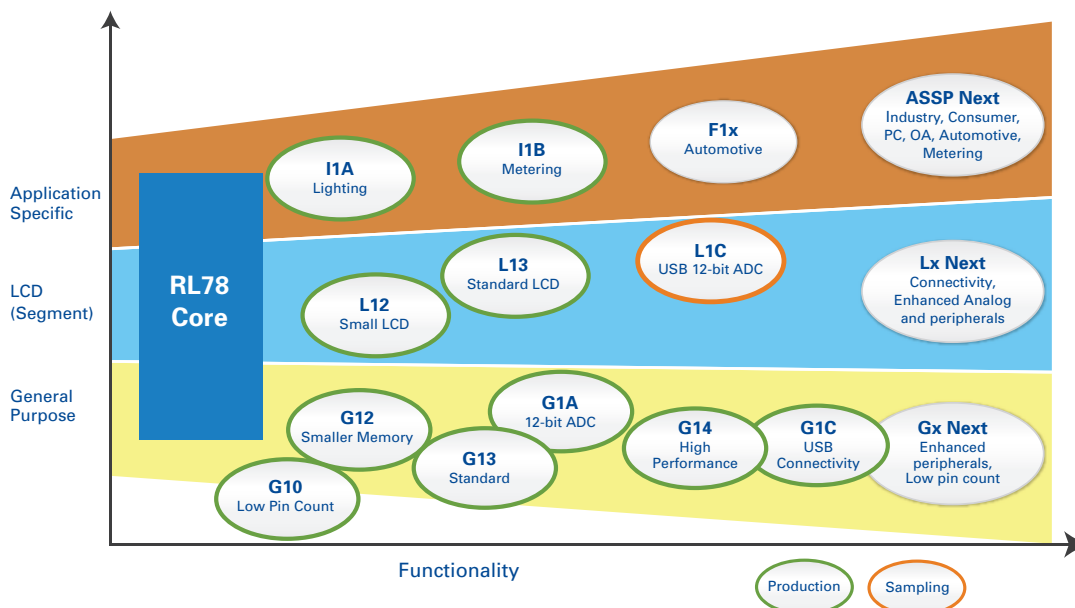 ASSP Next
Industry, Consumer,
PC, OA, Automotive,
Metering
F1x
Automotive
I1B
Metering
I1A
Lighting
Application
Specific
L1C
USB 12-bit ADC
L13
Standard LCD
Lx Next
Connectivity,
Enhanced Analog
and peripherals
RL78
Core
LCD
(Segment)
L12
Small LCD
General
Purpose
G12
Smaller Memory
G1A
12-bit ADC
G14
High
Performance
G1C
USB
Connectivity
Gx Next
Enhanced
peripherals,
Low pin count
G13
Standard
G10
Low Pin Count
Functionality
Production
Sampling